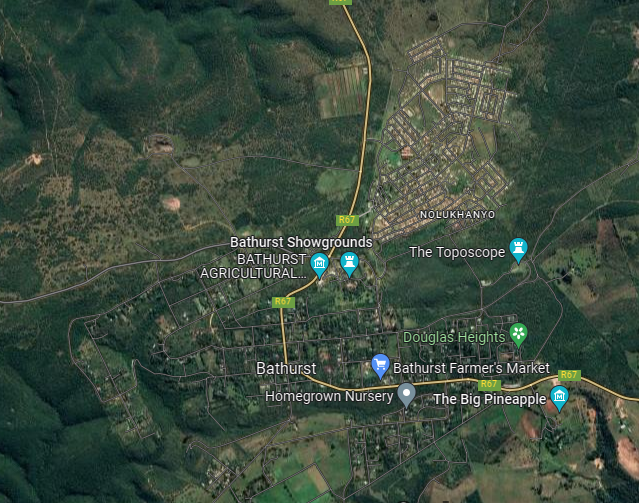 R67
R67
NOLUKHANYO
Bathurst Showgrounds
BATHURST
AGRICULTURAL...
The Toposcope
R67
Douglas Heights
Bathurst
Bathurst Farmer's Market
R67
R67
Homegrown Nursery
The Big Pineapple